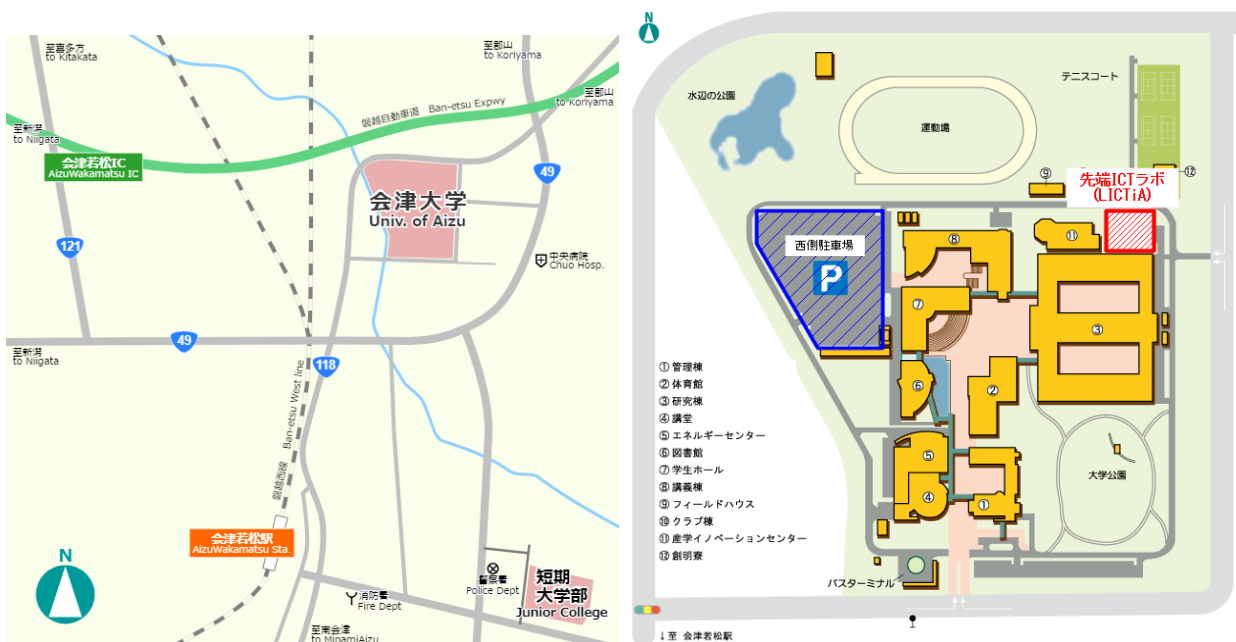 至喜多方
to Kitakata
至郡山
to Koriyama
至郡山
to Koriyama
磐越自動車道 Ban-etsu Expwy
至新潟
to Niigata
会津若松IC
AizuWakamatsu IC
49
会津大学
Univ. of Aizu
121
中央病院
Chuo Hosp.
49
至新潟
to Niigata
118
磐越西線 Ban-etsu West line
会津若松駅
AizuWakamatsu Sta.
N
消防署
Fire Dept
警察署
Police Dept
短期
大学部
Junior College
至南会津
to MinamiAizu
N
水辺の公園
運動場
テニスコート
⑨
⑫
先端ICTラボ
(LICTiA)
西側駐車場
P
⑧
⑪
⑦
③
⑥
②
⑤
④
①
大学公園
① 管理棟
② 体育館
③ 研究棟
④ 講堂
⑤ エネルギーセンター
⑥ 図書館
⑦ 学生ホール
⑧ 講義棟
⑨ フィールドハウス
⑩ クラブ棟
⑪ 産学イノベーションセンター
⑫ 創明寮
バスターミナル
↓至 会津若松駅